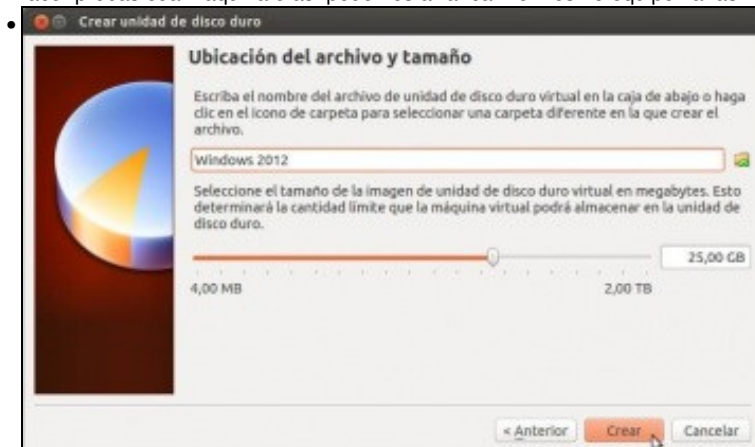 Crear unidad de disco duro
Ubicación del archivo y tamaño
Escriba el nombre del archivo de unidad de disco duro virtual en la caja de abajo o haga
clic en el icono de carpeta para seleccionar una carpeta diferente en la que crear el
archivo.
Windows 2012
Seleccione el tamaño de la imagen de unidad de disco duro virtual en megabytes. Esto
determinará la cantidad límite que la máquina virtual podrá almacenar en la unidad de
disco duro.
25,00 GB
4,00 MB 2,00 TB
< Anterior Crear Cancelar